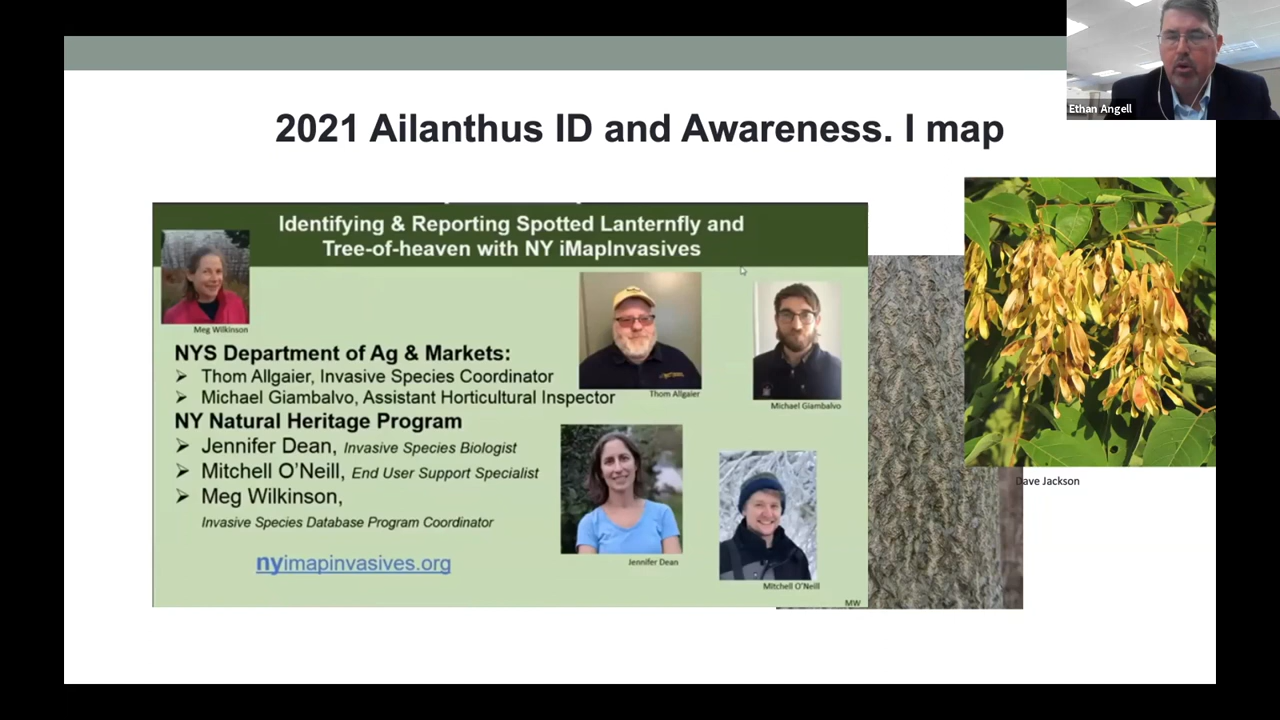 Ethan Angell
2021 Ailanthus ID and Awareness. I map
Identifying & Reporting Spotted Lanternfly and
Tree-of-heaven with NY iMapInvasives
Meg Wilkinson
NYS Department of Ag & Markets:
➢ Thom Allgaier, Invasive Species Coordinator
➢ Michael Giambalvo, Assistant Horticultural Inspector
Thom Allgaier
Michael Giambalvo
NY Natural Heritage Program
➢ Jennifer Dean, Invasive Species Biologist
➢ Mitchell O'Neill, End User Support Specialist
➢ Meg Wilkinson,
Invasive Species Database Program Coordinator
nyimapinvasives.org
Jennifer Dean
Mitchell O'Neill
MW
Dave Jackson